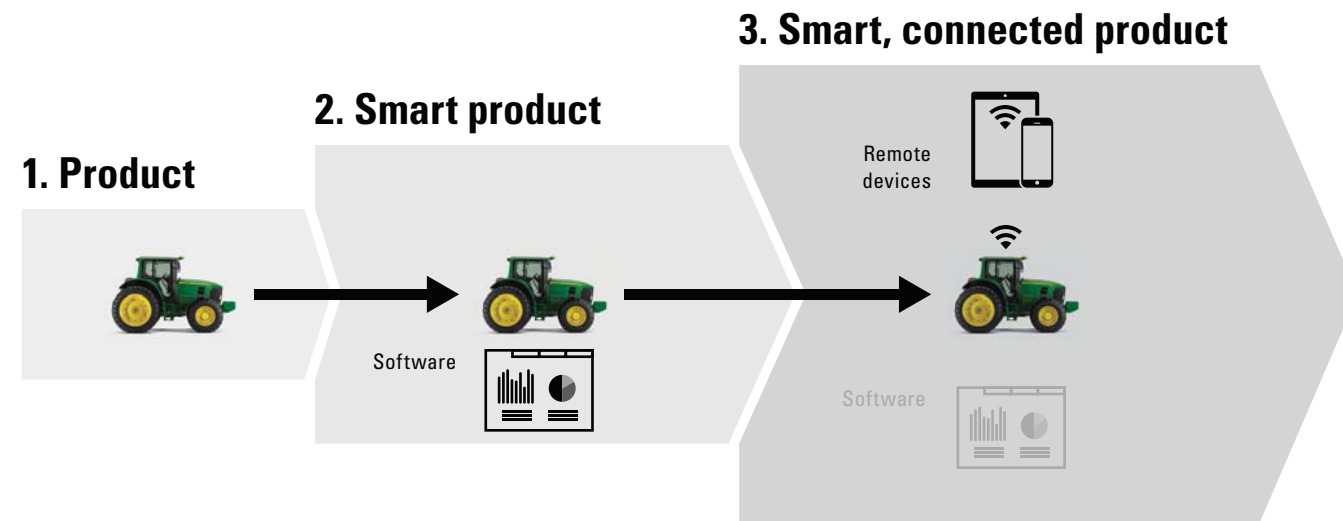 3. Smart, connected product
2. Smart product
1. Product
Remote
devices
Software
Software